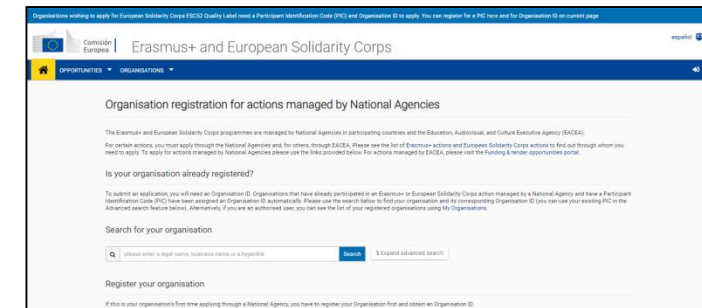 Organisations wishing to apply for European Solidarity Corps ESC52 Quality Label need a Participant Identification Code (PIC) and Organisation ID to apply. You can register for a PIC here and for Organisation ID on current page
Comisión
Europea
Erasmus+ and European Solidarity Corps
español
OPPORTUNITIES
ORGANISATIONS
Organisation registration for actions managed by National Agencies
The Erasmus+ and European Solidarity Corps programmes are managed by National Agencies in participating countries and the Education, Audiovisual, and Culture Executive Agency (EACEA).
For certain actions, you must apply through the National Agencies and, for others, through EACEA. Please see the list of Erasmus+ actions and European Solidarity Corps actions to find out through whom you
need to apply. To apply for actions managed by National Agencies please use the links provided below. For actions managed by EACEA, please visit the Funding & tender opportunities portal.
Is your organisation already registered?
To submit an application, you will need an Organisation ID. Organisations that have already participated in an Erasmus+ or European Solidarity Corps action managed by a National Agency and have a Participant
Identification Code (PIC) have been assigned an Organisation ID automatically. Please use the search below to find your organisation and its corresponding Organisation ID (you can use your existing PIC in the
Advanced search feature below). Alternatively, if you are an authorised user, you can see the list of your registered organisations using My Organisations.
Search for your organisation
please enter a legal name, business name or a hyperlink
Search
Expand advanced search
Register your organisation
If this is your organisation's first time applying through a National Agency, you have to register your Organisation first and obtain an Organisation ID.